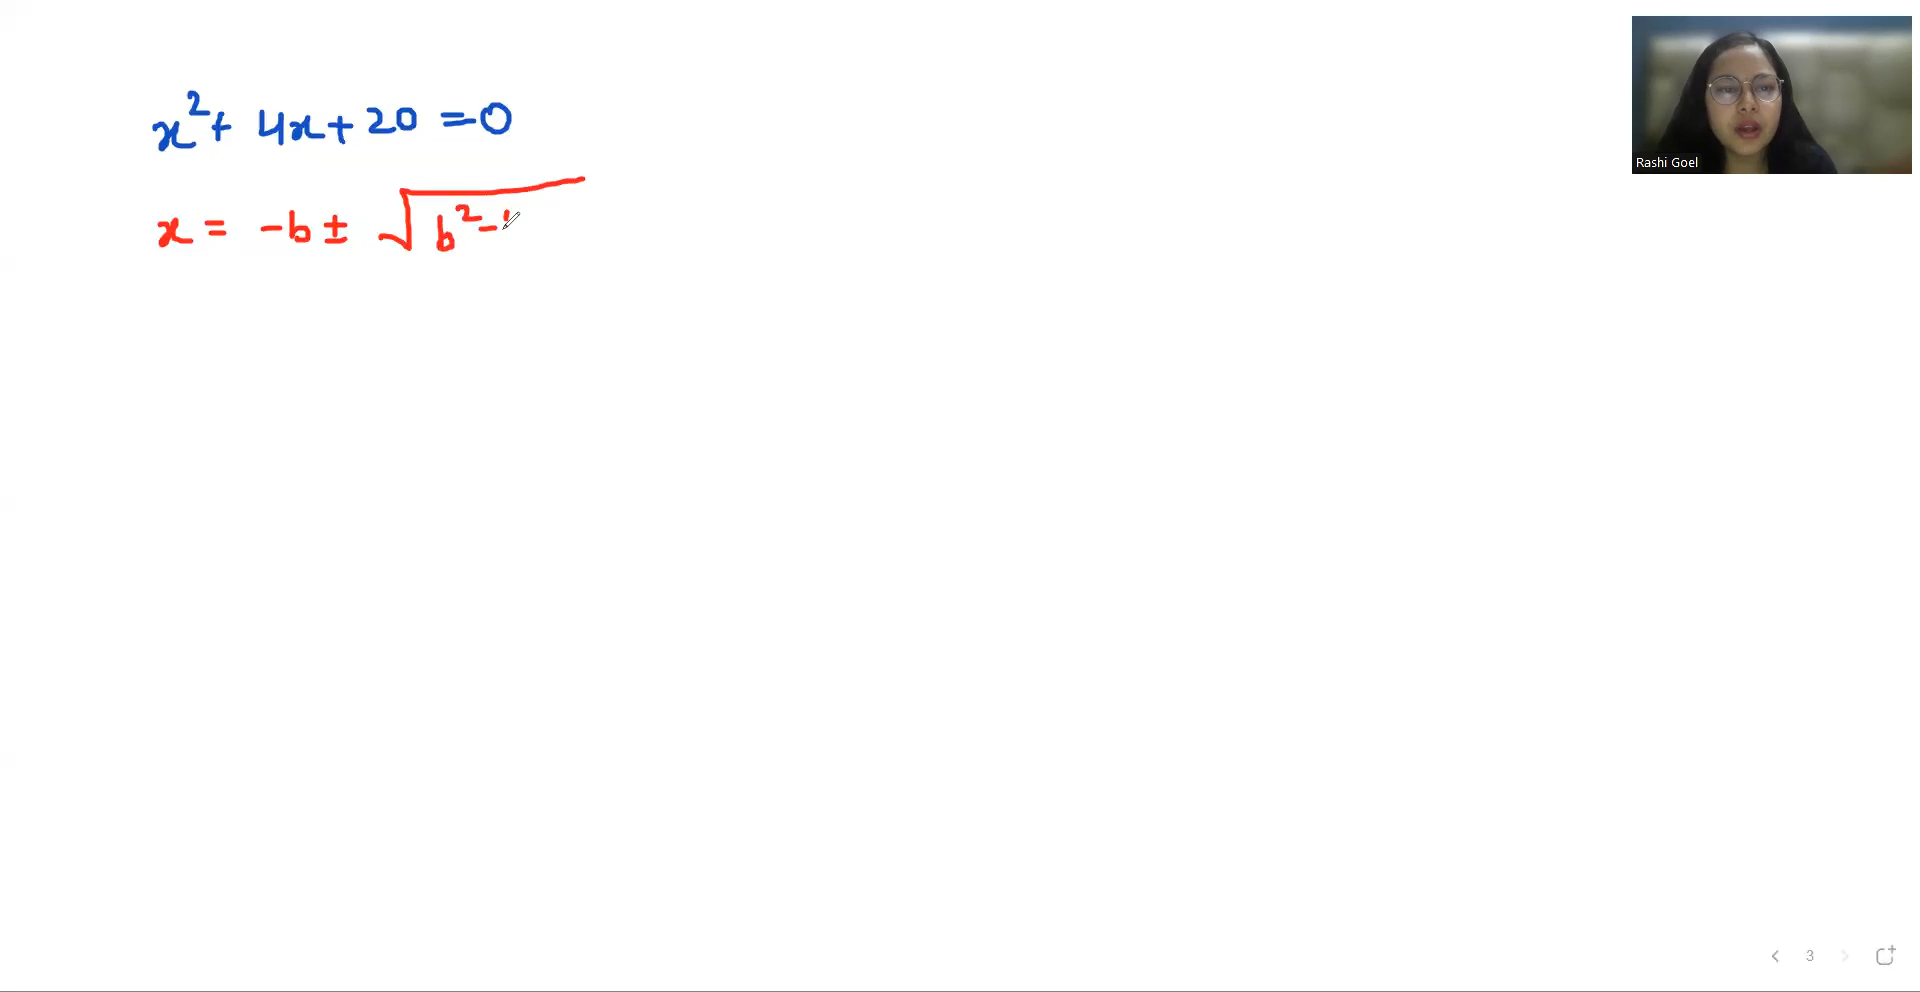 x² + 4x + 20 = 0
x = -b ± √b² -
Rashi Goel
3